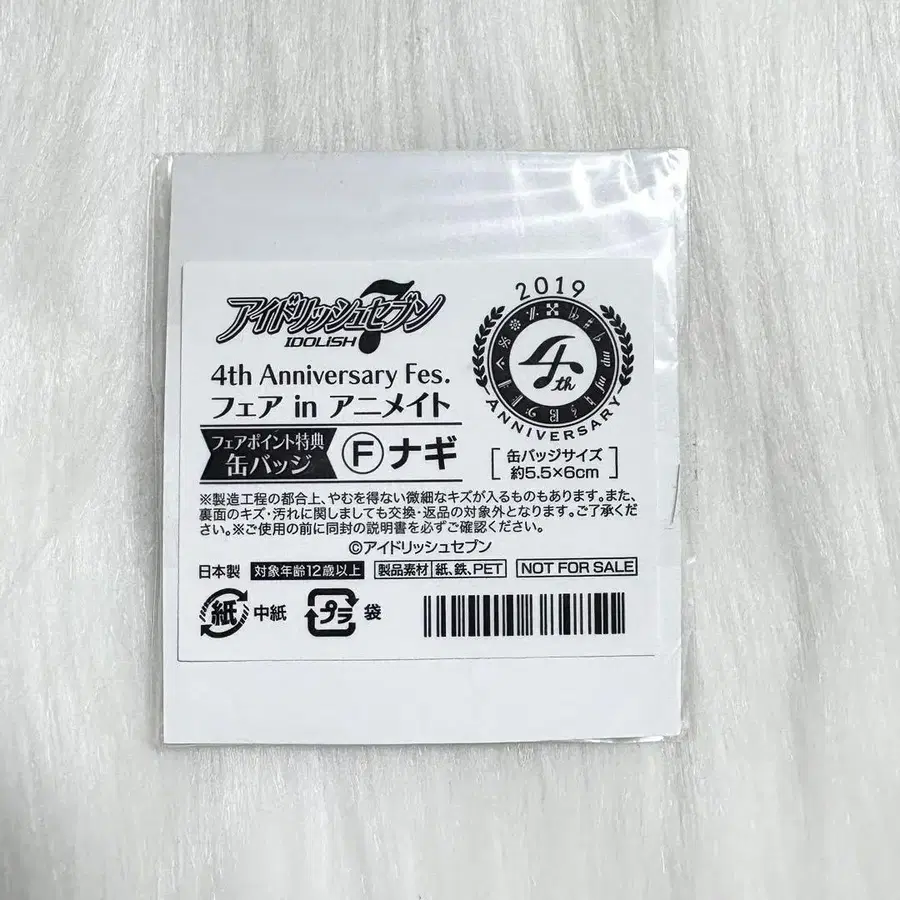 アイドリッシュセブン
IDOLiSH7
4th Anniversary Fes.
フェア in アニメイト
フェアポイント特典
缶バッジ
Ⓕナギ
2019
4th
ANNIVERSARY
[缶バッジサイズ
約5.5×6cm]
※製造工程の都合上、やむを得ない微細なキズが入るものもあります。また、
裏面のキズ・汚れに関しましても交換・返品の対象外となります。ご了承くださ
い。※ご使用の前に同封の説明書を必ずご確認ください。
©アイドリッシュセブン
日本製 対象年齢12歳以上 製品素材 紙、鉄、PET NOT FOR SALE
紙 中紙 プラ 袋